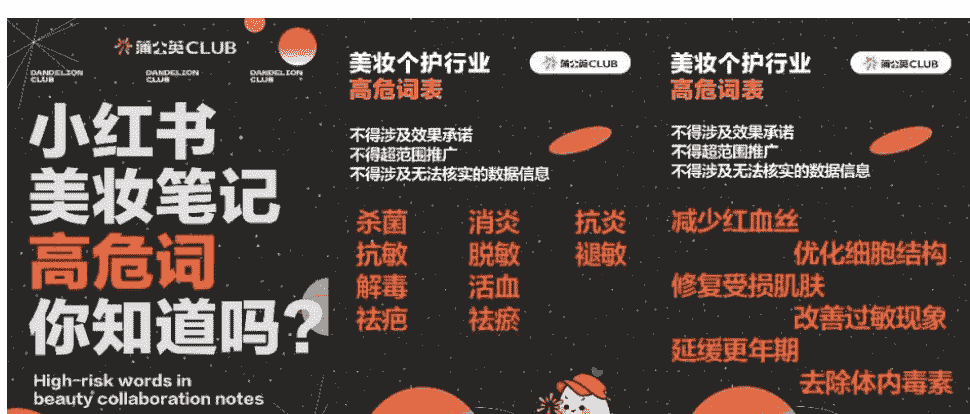 蒲公英CLUB
DANDELION CLUB
DANDELION CLUB
DANDELION CLUB
小红书
美妆笔记
高危词
你知道吗?
High-risk words in
beauty collaboration notes
美妆个护行业
高危词表
蒲公英CLUB
不得涉及效果承诺
不得超范围推广
不得涉及无法核实的数据信息
杀菌 消炎 抗炎
抗敏 脱敏 褪敏
解毒 活血
祛疤 祛瘀
美妆个护行业
高危词表
蒲公英CLUB
不得涉及效果承诺
不得超范围推广
不得涉及无法核实的数据信息
减少红血丝
优化细胞结构
修复受损肌肤
改善过敏现象
延缓更年期
去除体内毒素